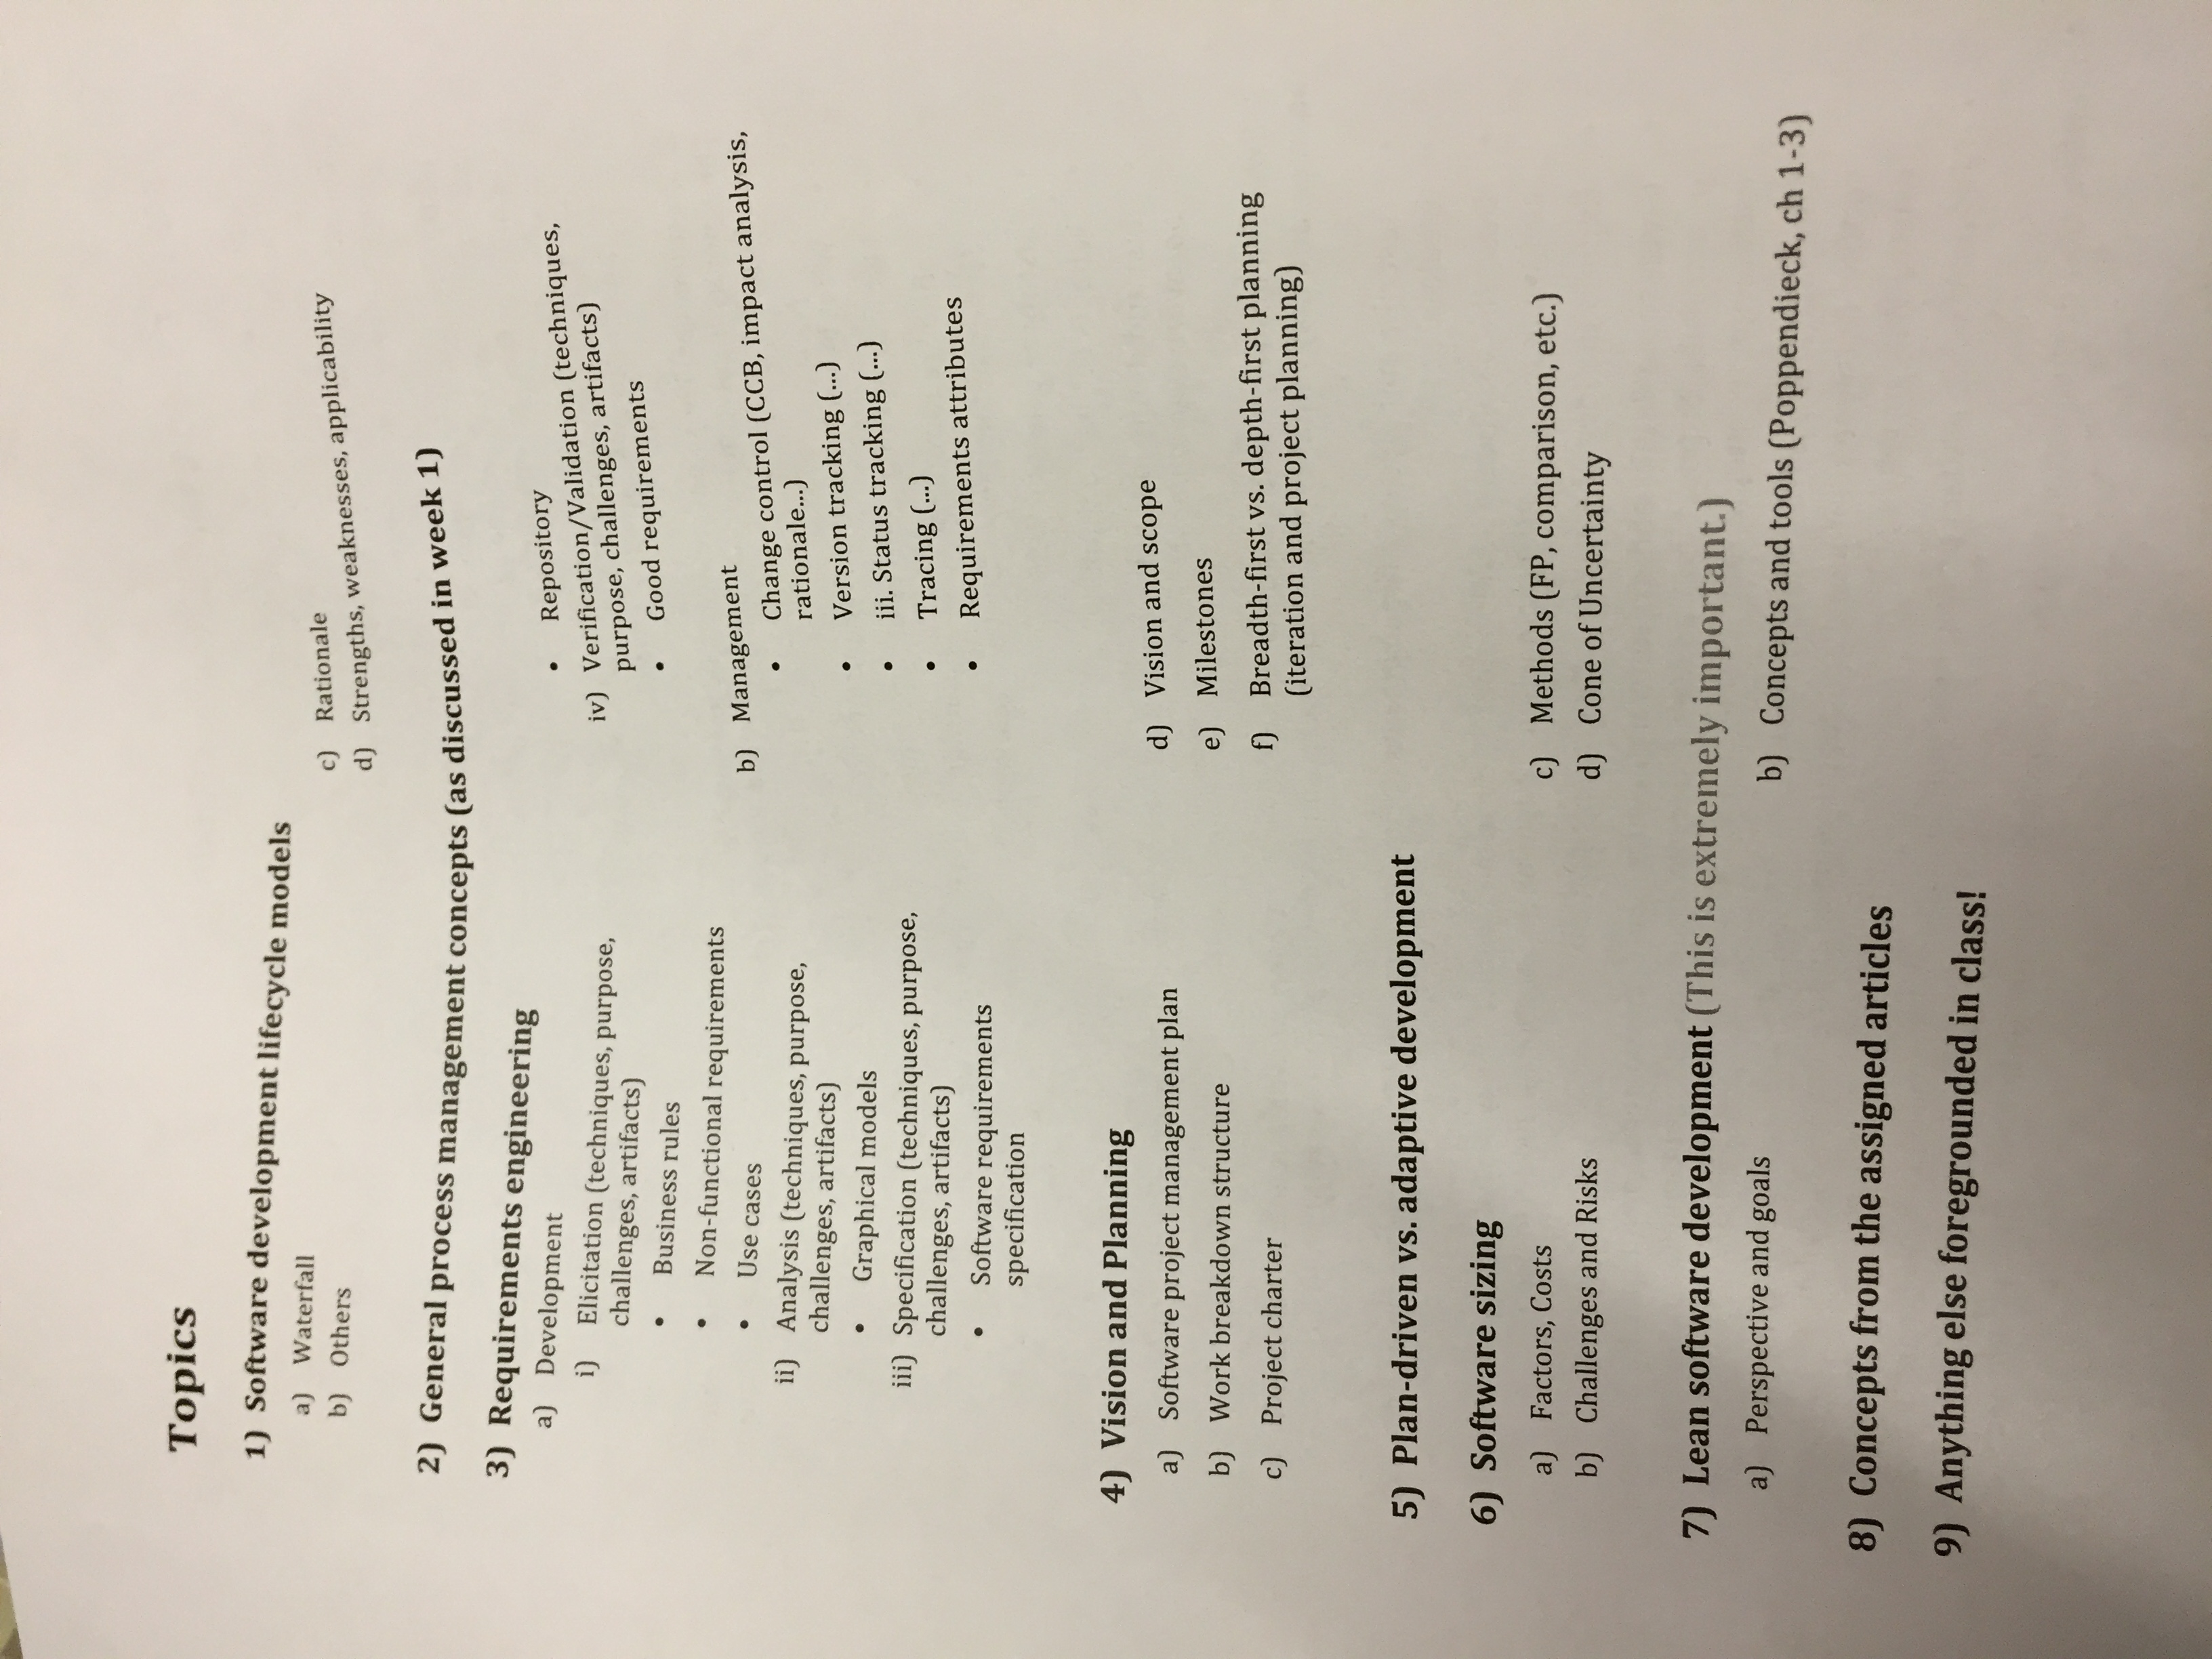 Topics
1) Software development lifecycle models
a) Waterfall
b) Others
c) Rationale
d) Strengths, weaknesses, applicability
2) General process management concepts (as discussed in week 1)
3) Requirements engineering
a) Development
i) Elicitation (techniques, purpose,
challenges, artifacts)
• Business rules
• Non-functional requirements
• Use cases
ii) Analysis (techniques, purpose,
challenges, artifacts)
• Graphical models
iii) Specification (techniques, purpose,
challenges, artifacts)
• Software requirements
specification
• Repository
iv) Verification/Validation (techniques,
purpose, challenges, artifacts)
• Good requirements
b) Management
• Change control (CCB, impact analysis,
rationale...)
• Version tracking (...)
• iii. Status tracking (...)
• Tracing (...)
• Requirements attributes
4) Vision and Planning
a) Software project management plan
b) Work breakdown structure
c) Project charter
d) Vision and scope
e) Milestones
f) Breadth-first vs. depth-first planning
(iteration and project planning)
5) Plan-driven vs. adaptive development
6) Software sizing
a) Factors, Costs
b) Challenges and Risks
c) Methods (FP, comparison, etc.)
d) Cone of Uncertainty
7) Lean software development (This is extremely important.)
a) Perspective and goals
b) Concepts and tools (Poppendieck, ch 1-3)
8) Concepts from the assigned articles
9) Anything else foregrounded in class!